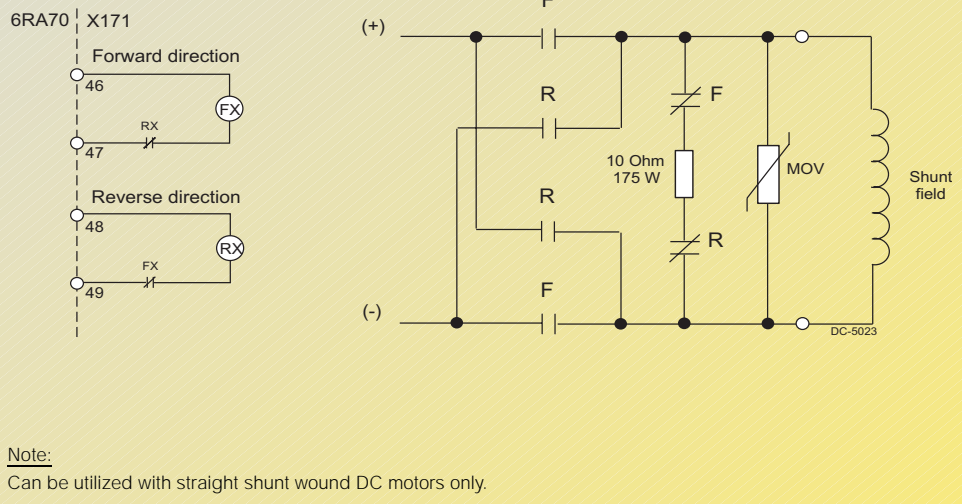 6RA70 X171
Forward direction
46
FX
RX
47
Reverse direction
48
RX
FX
49
F
(+)
R
F
10 Ohm
175 W
MOV
Shunt
field
R
R
F
(-)
DC-5023
Note:
Can be utilized with straight shunt wound DC motors only.